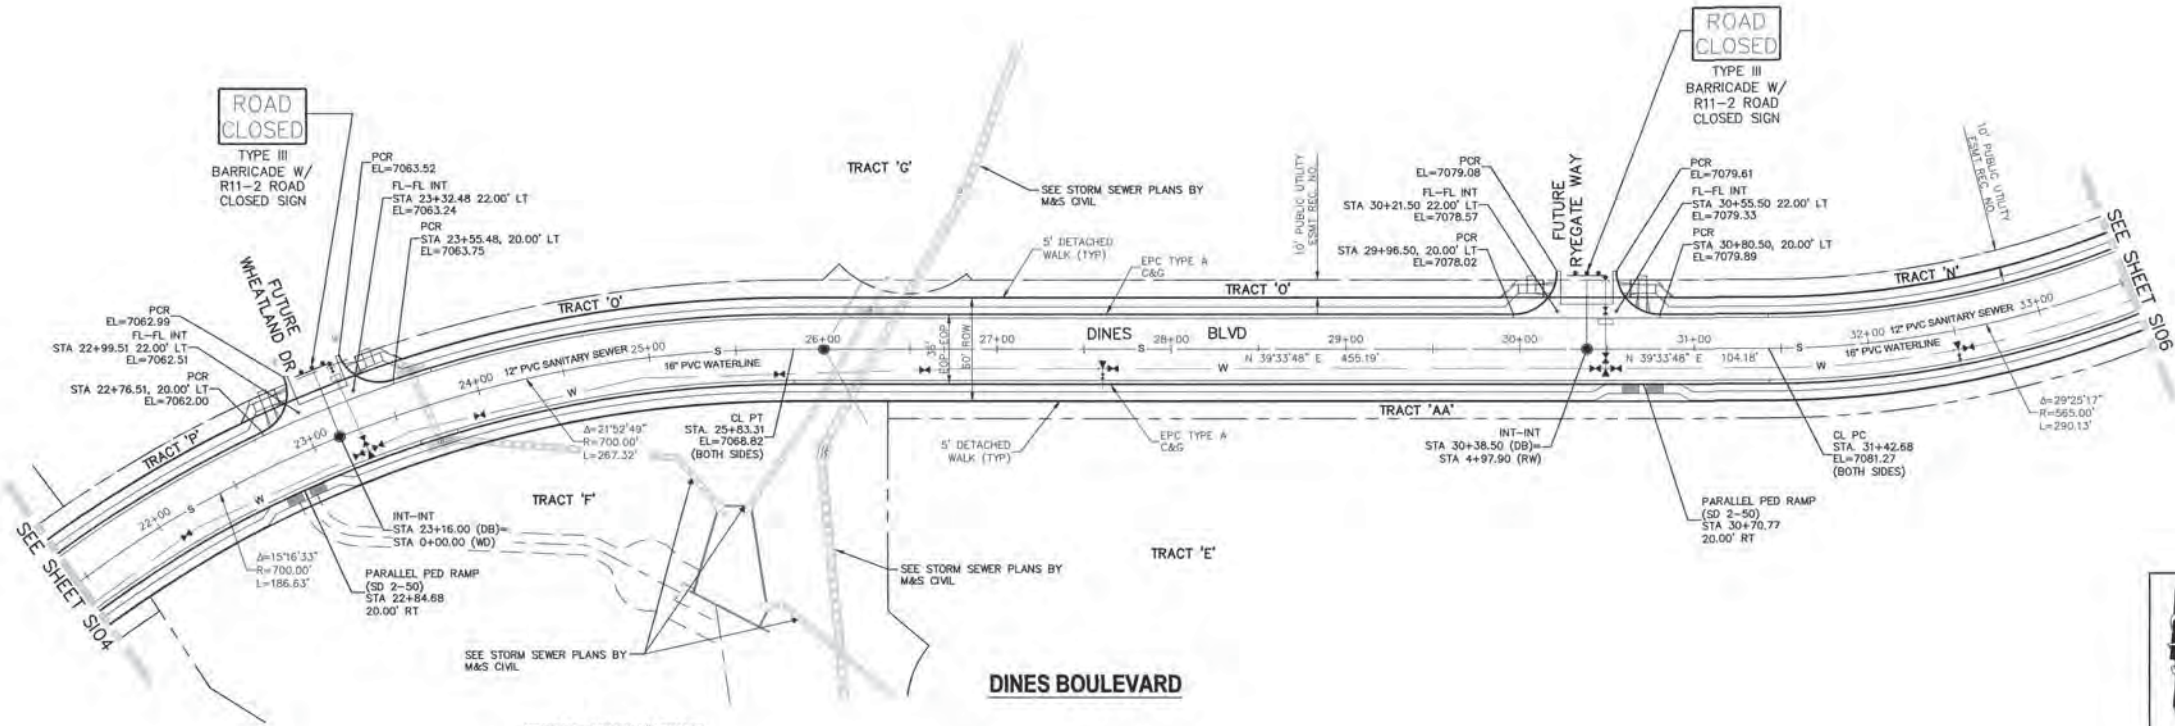 ROAD
CLOSED
TYPE III
BARRICADE W/
R11-2 ROAD
CLOSED SIGN
PCR
EL=7063.52
FL-FL INT
STA 23+32.48 22.00' LT
EL=7063.24
PCR
STA 23+55.48, 20.00' LT
EL=7063.75
FUTURE
WHEATLAND DR
PCR
EL=7062.99
FL-FL INT
STA 22+99.51 22.00' LT
EL=7062.51
PCR
STA 22+76.51, 20.00' LT
EL=7062.00
TRACT 'P'
TRACT 'O'
TRACT 'G'
SEE STORM SEWER PLANS BY
M&S CIVIL
5' DETACHED
WALK (TYP)
EPC TYPE A
C&G
TRACT 'O'
10' PUBLIC UTILITY
ESMT REC. NO.
PCR
EL=7079.08
FL-FL INT
STA 30+21.50 22.00' LT
EL=7078.57
PCR
STA 29+96.50, 20.00' LT
EL=7078.02
FUTURE
RYEGATE WAY
ROAD
CLOSED
TYPE III
BARRICADE W/
R11-2 ROAD
CLOSED SIGN
PCR
EL=7079.61
FL-FL INT
STA 30+55.50 22.00' LT
EL=7079.33
PCR
STA 30+80.50, 20.00' LT
EL=7079.89
10' PUBLIC UTILITY
ESMT REC. NO.
TRACT 'N'
SEE SHEET SI06
22+00
S
W
23+00
24+00
12" PVC SANITARY SEWER
25+00
S
W
16" PVC WATERLINE
26+00
35'
EOP-EOP
60' ROW
27+00
S
W
DINES BLVD
28+00
29+00
N 39°33'48" E 455.19'
30+00
31+00
N 39°33'48" E 104.18'
S
W
32+00
12" PVC SANITARY SEWER
33+00
16" PVC WATERLINE
SEE SHEET SI04
Δ=15°16'33"
R=700.00'
L=186.63'
INT-INT
STA 23+16.00 (DB)=
STA 0+00.00 (WD)
PARALLEL PED RAMP
(SD 2-50)
STA 22+84.68
20.00' RT
Δ=21°52'49"
R=700.00'
L=267.32'
TRACT 'F'
CL PT
STA. 25+83.31
EL=7068.82
(BOTH SIDES)
SEE STORM SEWER PLANS BY
M&S CIVIL
SEE STORM SEWER PLANS BY
M&S CIVIL
5' DETACHED
WALK (TYP)
EPC TYPE A
C&G
TRACT 'E'
TRACT 'AA'
INT-INT
STA 30+38.50 (DB)=
STA 4+97.90 (RW)
PARALLEL PED RAMP
(SD 2-50)
STA 30+70.77
20.00' RT
CL PC
STA. 31+42.68
EL=7081.27
(BOTH SIDES)
Δ=29°25'17"
R=565.00'
L=290.13'
DINES BOULEVARD